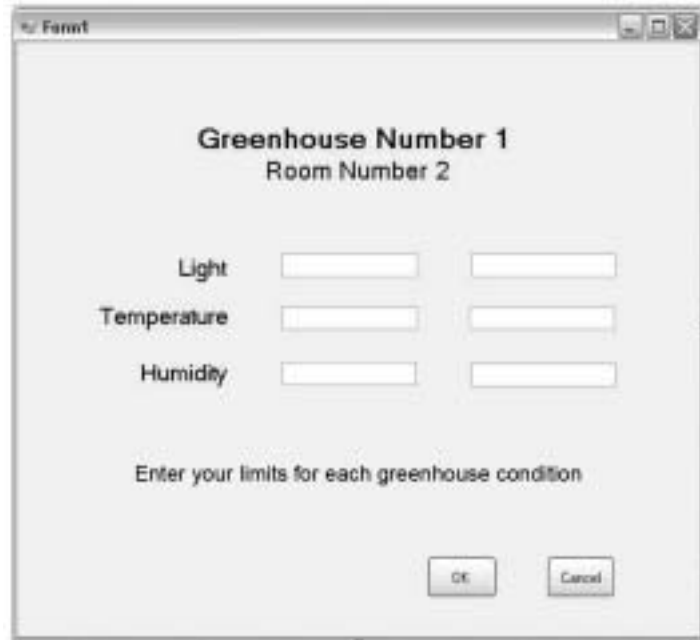 Form1
Greenhouse Number 1
Room Number 2
Light
Temperature
Humidity
Enter your limits for each greenhouse condition
OK Cancel